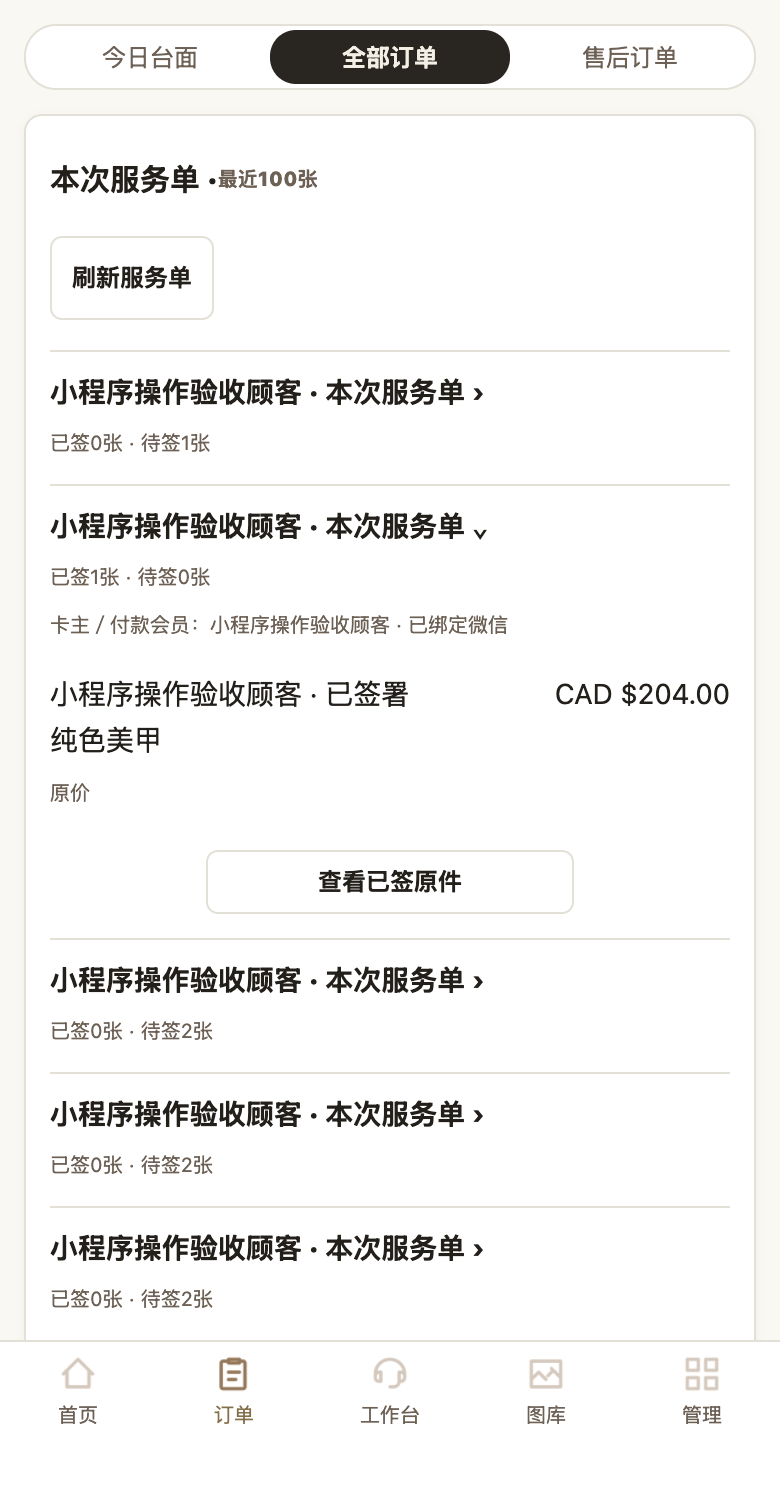 今日台面 全部订单 售后订单
本次服务单 •最近100张
刷新服务单
小程序操作验收顾客 · 本次服务单 ›
已签0张 · 待签1张
小程序操作验收顾客 · 本次服务单 ⌄
已签1张 · 待签0张
卡主 / 付款会员：小程序操作验收顾客 · 已绑定微信
小程序操作验收顾客 · 已签署 CAD $204.00
纯色美甲
原价
查看已签原件
小程序操作验收顾客 · 本次服务单 ›
已签0张 · 待签2张
小程序操作验收顾客 · 本次服务单 ›
已签0张 · 待签2张
小程序操作验收顾客 · 本次服务单 ›
已签0张 · 待签2张
首页 订单 工作台 图库 管理